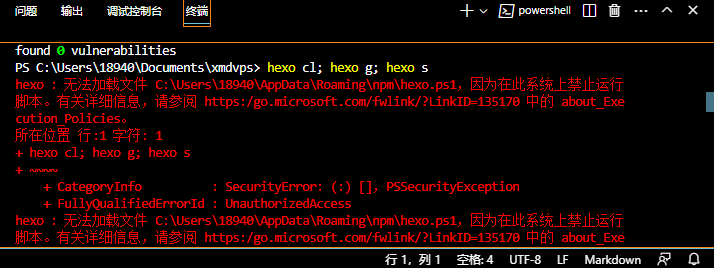 问题 输出 调试控制台 终端 powershell
found 0 vulnerabilities
PS C:\Users\18940\Documents\xmdvps> hexo cl; hexo g; hexo s
hexo : 无法加载文件 C:\Users\18940\AppData\Roaming\npm\hexo.ps1，因为在此系统上禁止运行
脚本。有关详细信息，请参阅 https:/go.microsoft.com/fwlink/?LinkID=135170 中的 about_Exe
cution_Policies。
所在位置 行:1 字符: 1
+ hexo cl; hexo g; hexo s
+ ~~~~
+ CategoryInfo : SecurityError: (:) []，PSSecurityException
+ FullyQualifiedErrorId : UnauthorizedAccess
hexo : 无法加载文件 C:\Users\18940\AppData\Roaming\npm\hexo.ps1，因为在此系统上禁止运行
脚本。有关详细信息，请参阅 https:/go.microsoft.com/fwlink/?LinkID=135170 中的 about_Exe
行 1，列 1 空格: 4 UTF-8 LF Markdown